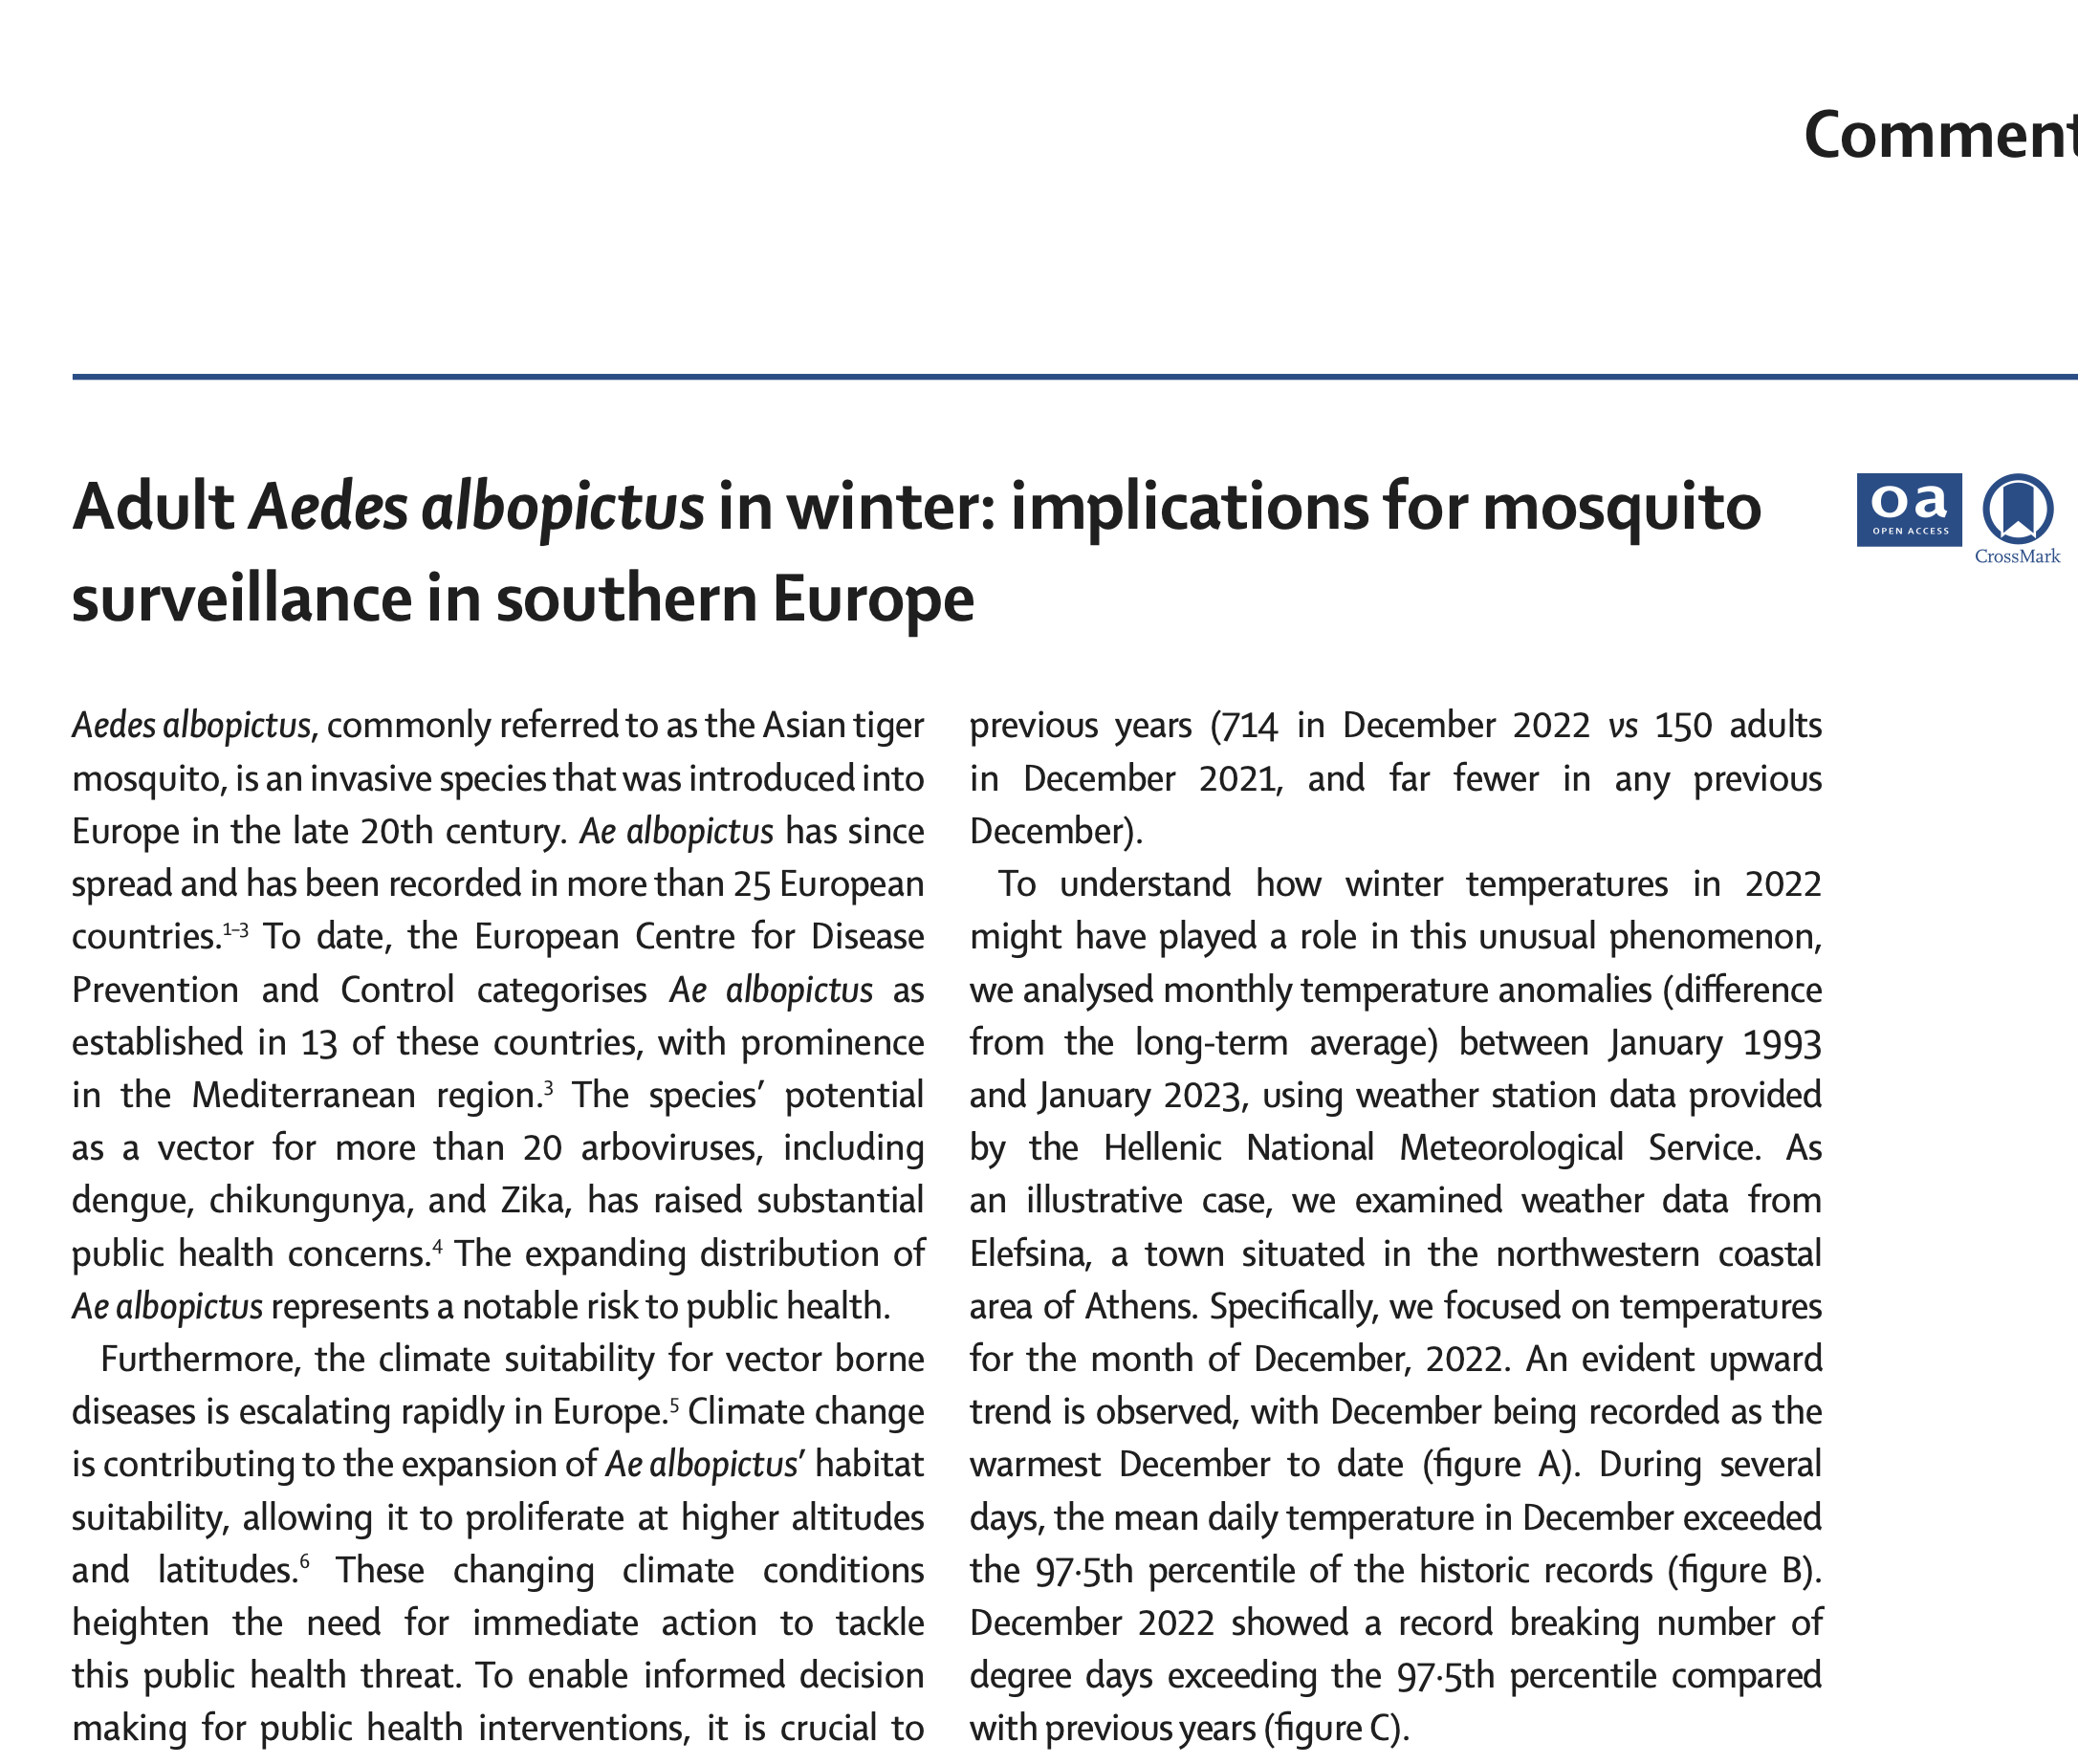 Comment
Adult Aedes albopictus in winter: implications for mosquito
surveillance in southern Europe
oa
OPEN ACCESS
CrossMark
Aedes albopictus, commonly referred to as the Asian tiger
mosquito, is an invasive species that was introduced into
Europe in the late 20th century. Ae albopictus has since
spread and has been recorded in more than 25 European
countries.1–3 To date, the European Centre for Disease
Prevention and Control categorises Ae albopictus as
established in 13 of these countries, with prominence
in the Mediterranean region.3 The species’ potential
as a vector for more than 20 arboviruses, including
dengue, chikungunya, and Zika, has raised substantial
public health concerns.4 The expanding distribution of
Ae albopictus represents a notable risk to public health.
Furthermore, the climate suitability for vector borne
diseases is escalating rapidly in Europe.5 Climate change
is contributing to the expansion of Ae albopictus’ habitat
suitability, allowing it to proliferate at higher altitudes
and latitudes.6 These changing climate conditions
heighten the need for immediate action to tackle
this public health threat. To enable informed decision
making for public health interventions, it is crucial to
previous years (714 in December 2022 vs 150 adults
in December 2021, and far fewer in any previous
December).
To understand how winter temperatures in 2022
might have played a role in this unusual phenomenon,
we analysed monthly temperature anomalies (difference
from the long-term average) between January 1993
and January 2023, using weather station data provided
by the Hellenic National Meteorological Service. As
an illustrative case, we examined weather data from
Elefsina, a town situated in the northwestern coastal
area of Athens. Specifically, we focused on temperatures
for the month of December, 2022. An evident upward
trend is observed, with December being recorded as the
warmest December to date (figure A). During several
days, the mean daily temperature in December exceeded
the 97·5th percentile of the historic records (figure B).
December 2022 showed a record breaking number of
degree days exceeding the 97·5th percentile compared
with previous years (figure C).